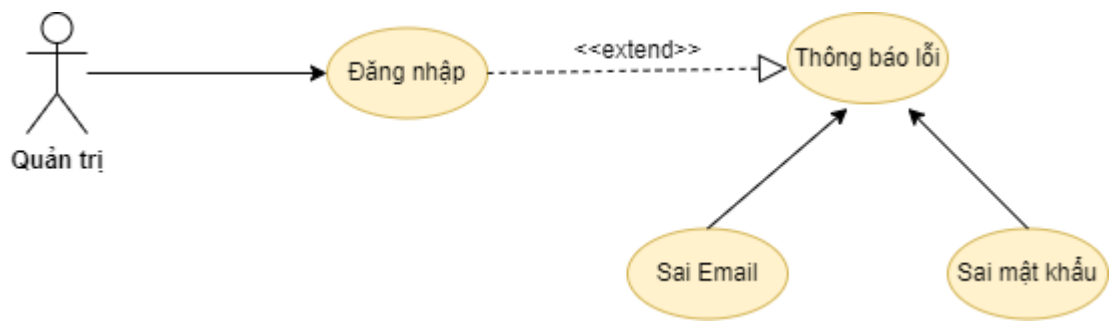 <<extend>>
Đăng nhập
Thông báo lỗi
Quản trị
Sai Email
Sai mật khẩu